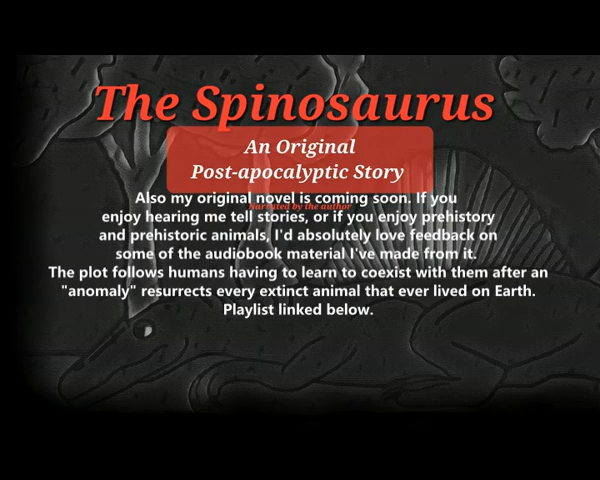 The Spinosaurus
An Original
Post-apocalyptic Story
Also my original novel is coming soon. If you
Narrated by the author
enjoy hearing me tell stories, or if you enjoy prehistory
and prehistoric animals, I'd absolutely love feedback on
some of the audiobook material I've made from it.
The plot follows humans having to learn to coexist with them after an
"anomaly" resurrects every extinct animal that ever lived on Earth.
Playlist linked below.